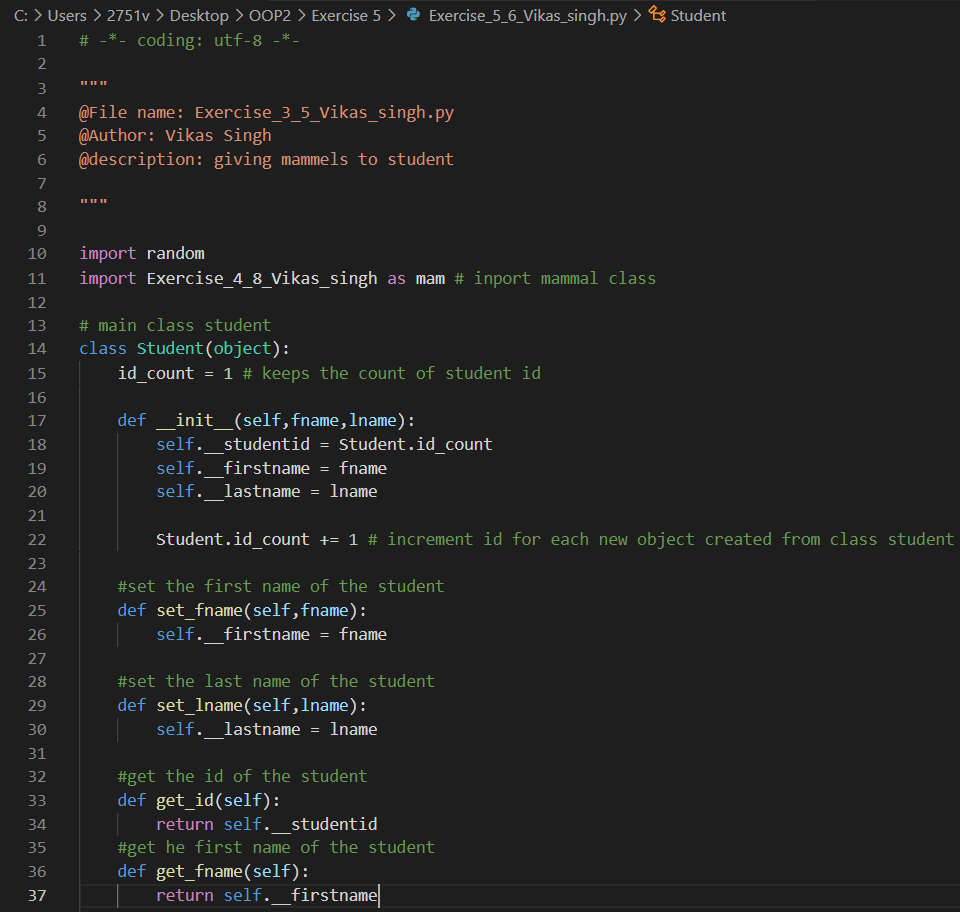 C: > Users > 2751v > Desktop > OOP2 > Exercise 5 > Exercise_5_6_Vikas_singh.py > Student
1 # -*- coding: utf-8 -*-
2
3 """
4 @File name: Exercise_3_5_Vikas_singh.py
5 @Author: Vikas Singh
6 @description: giving mammels to student
7
8 """
9
10 import random
11 import Exercise_4_8_Vikas_singh as mam # inport mammal class
12
13 # main class student
14 class Student(object):
15     id_count = 1 # keeps the count of student id
16
17     def __init__(self,fname,lname):
18         self.__studentid = Student.id_count
19         self.__firstname = fname
20         self.__lastname = lname
21
22         Student.id_count += 1 # increment id for each new object created from class student
23
24     #set the first name of the student
25     def set_fname(self,fname):
26         self.__firstname = fname
27
28     #set the last name of the student
29     def set_lname(self,lname):
30         self.__lastname = lname
31
32     #get the id of the student
33     def get_id(self):
34         return self.__studentid
35     #get he first name of the student
36     def get_fname(self):
37         return self.__firstname